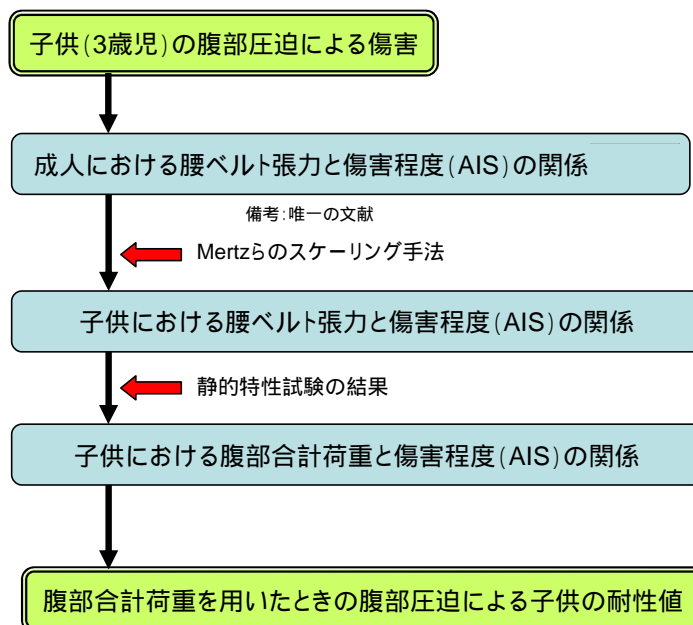 子供(3歳児)の腹部圧迫による傷害
成人における腰ベルト張力と傷害程度(AIS)の関係
備考:唯一の文献
Mertzらのスケーリング手法
子供における腰ベルト張力と傷害程度(AIS)の関係
静的特性試験の結果
子供における腹部合計荷重と傷害程度(AIS)の関係
腹部合計荷重を用いたときの腹部圧迫による子供の耐性値